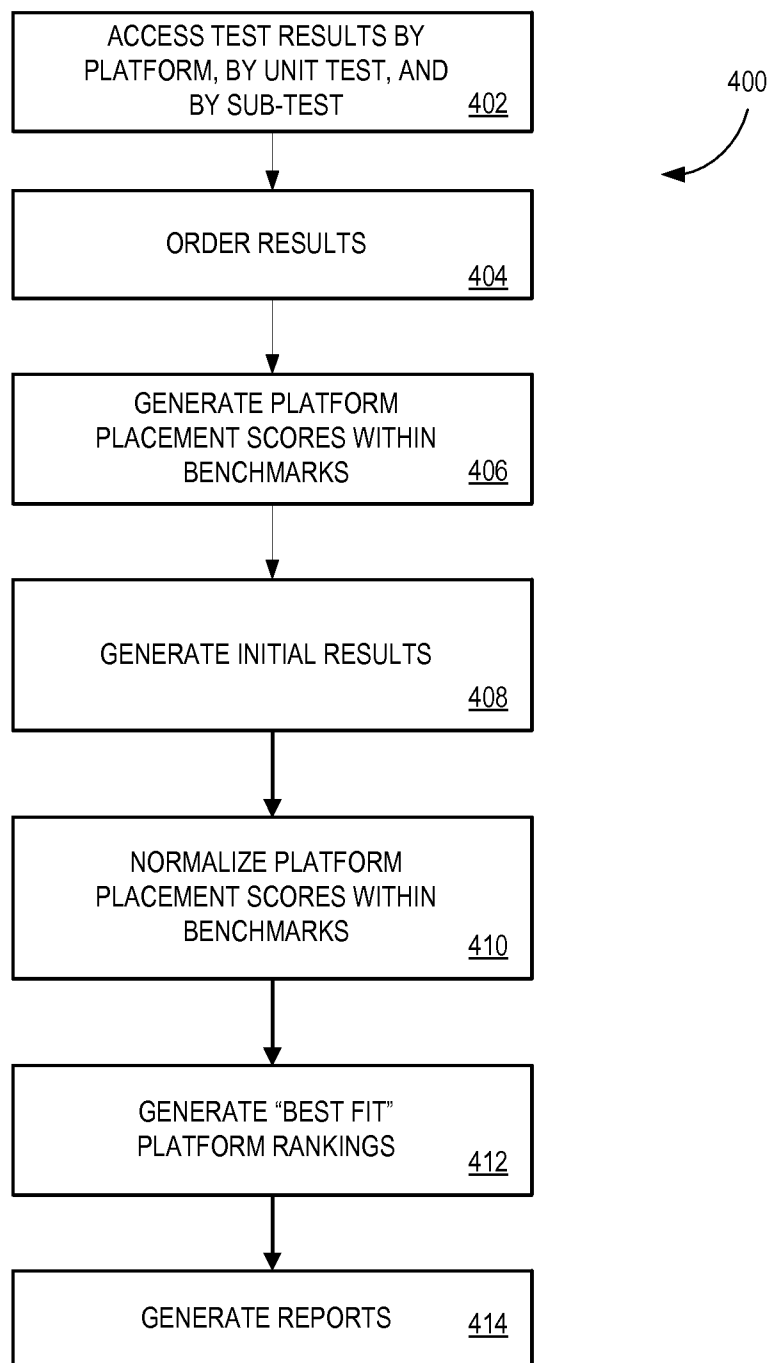 ACCESS TEST RESULTS BY
PLATFORM, BY UNIT TEST, AND
BY SUB-TEST
402
400
ORDER RESULTS
404
GENERATE PLATFORM
PLACEMENT SCORES WITHIN
BENCHMARKS
406
GENERATE INITIAL RESULTS
408
NORMALIZE PLATFORM
PLACEMENT SCORES WITHIN
BENCHMARKS
410
GENERATE “BEST FIT”
PLATFORM RANKINGS
412
GENERATE REPORTS
414